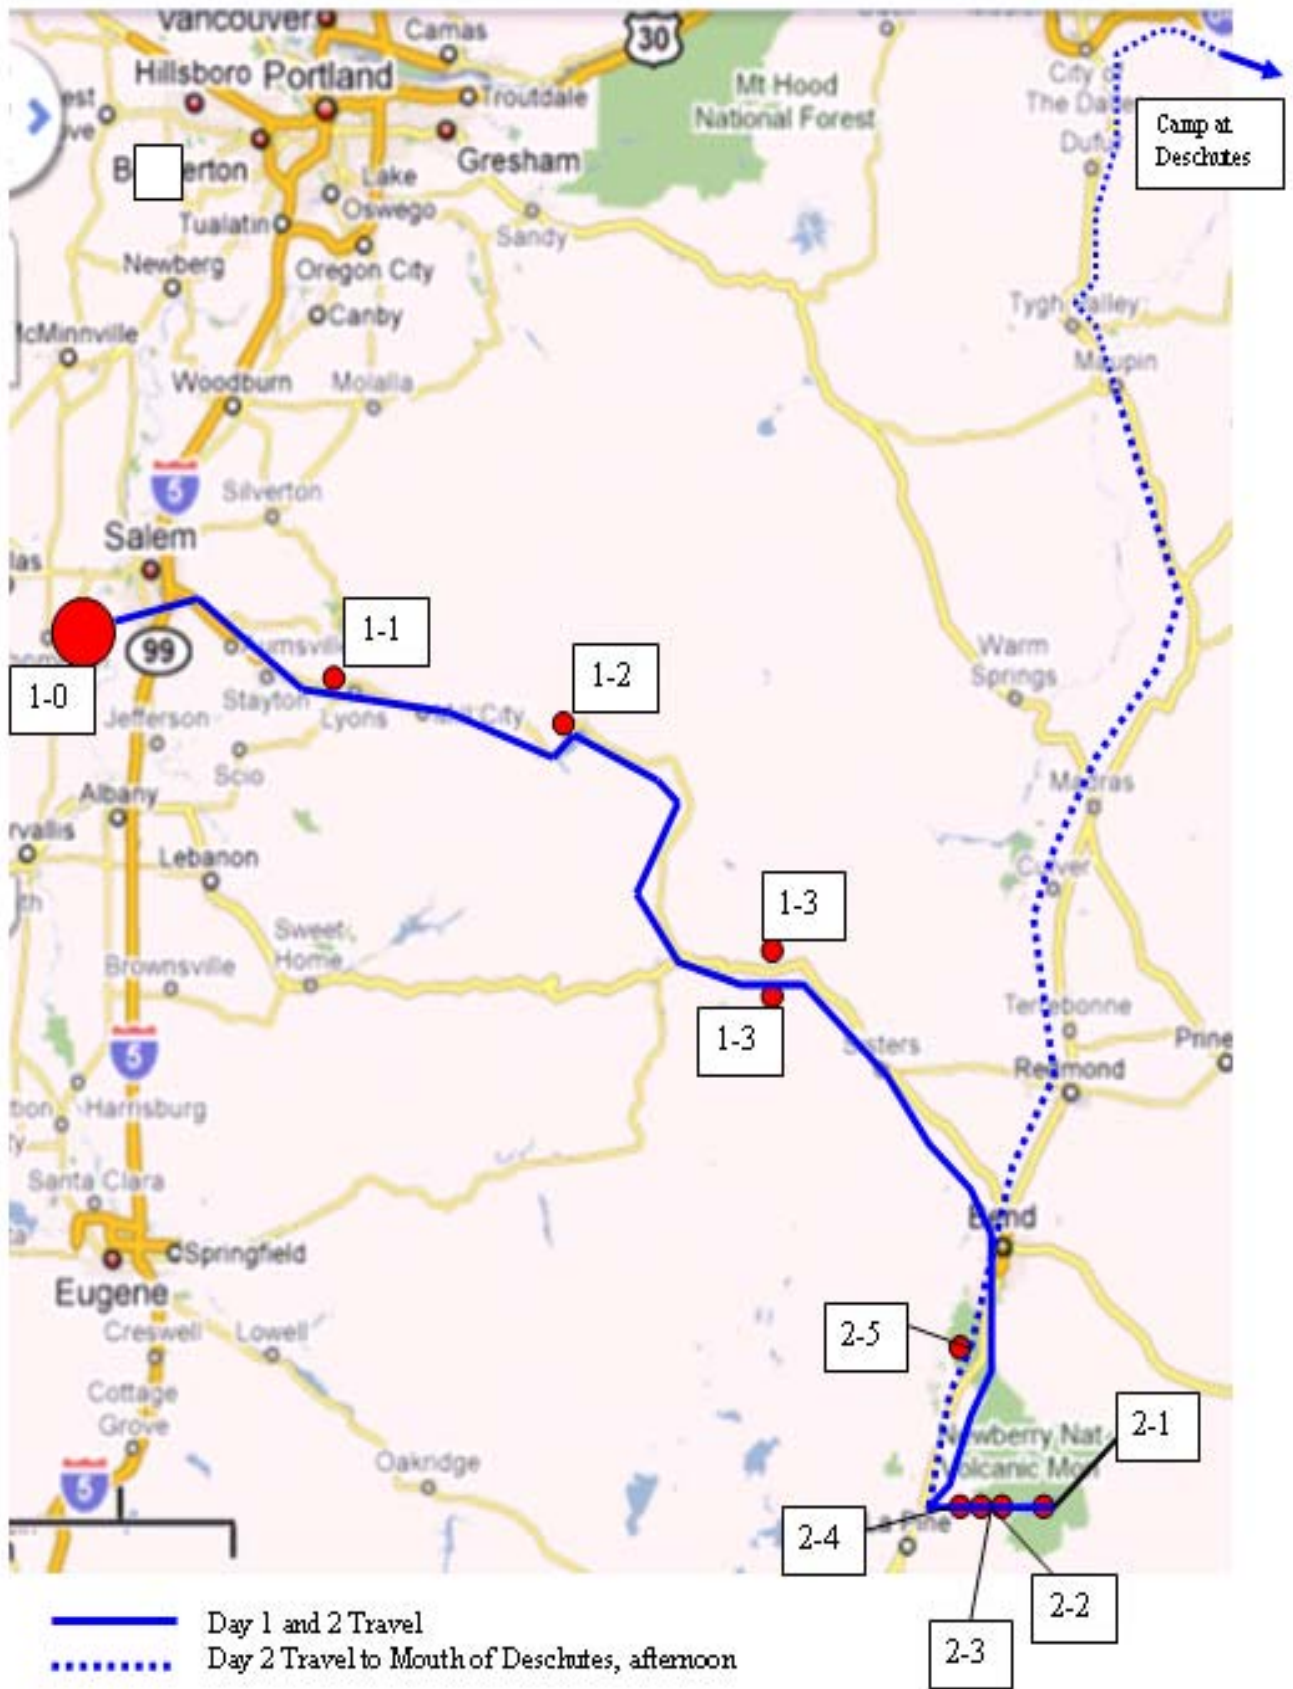 Vancouver
Camas
30
Hillsboro
Portland
Troutdale
Mt Hood
National Forest
City
The
Camp at
Deschutes
Gresham
Lake
Oswego
Tualatin
Sandy
Newberg
Oregon City
Canby
Tygh Valley
McMinnville
Maupin
Woodburn
Molalla
5
Silverton
Salem
1-1
99
1-2
Warm
Springs
1-0
Stayton
Lyons
Mill City
Jefferson
Scio
Albany
Madras
Lebanon
Culver
1-3
Sweet
Home
Brownsville
1-3
Terrebonne
Sisters
Prine
5
Redmond
Harrisburg
Santa Clara
Bend
Springfield
Eugene
Creswell
Lowell
2-5
Cottage
Grove
Newberry Nat
Volcanic Mon
2-1
Oakridge
5
2-4
La Pine
2-2
2-3
Day 1 and 2 Travel
Day 2 Travel to Mouth of Deschutes, afternoon